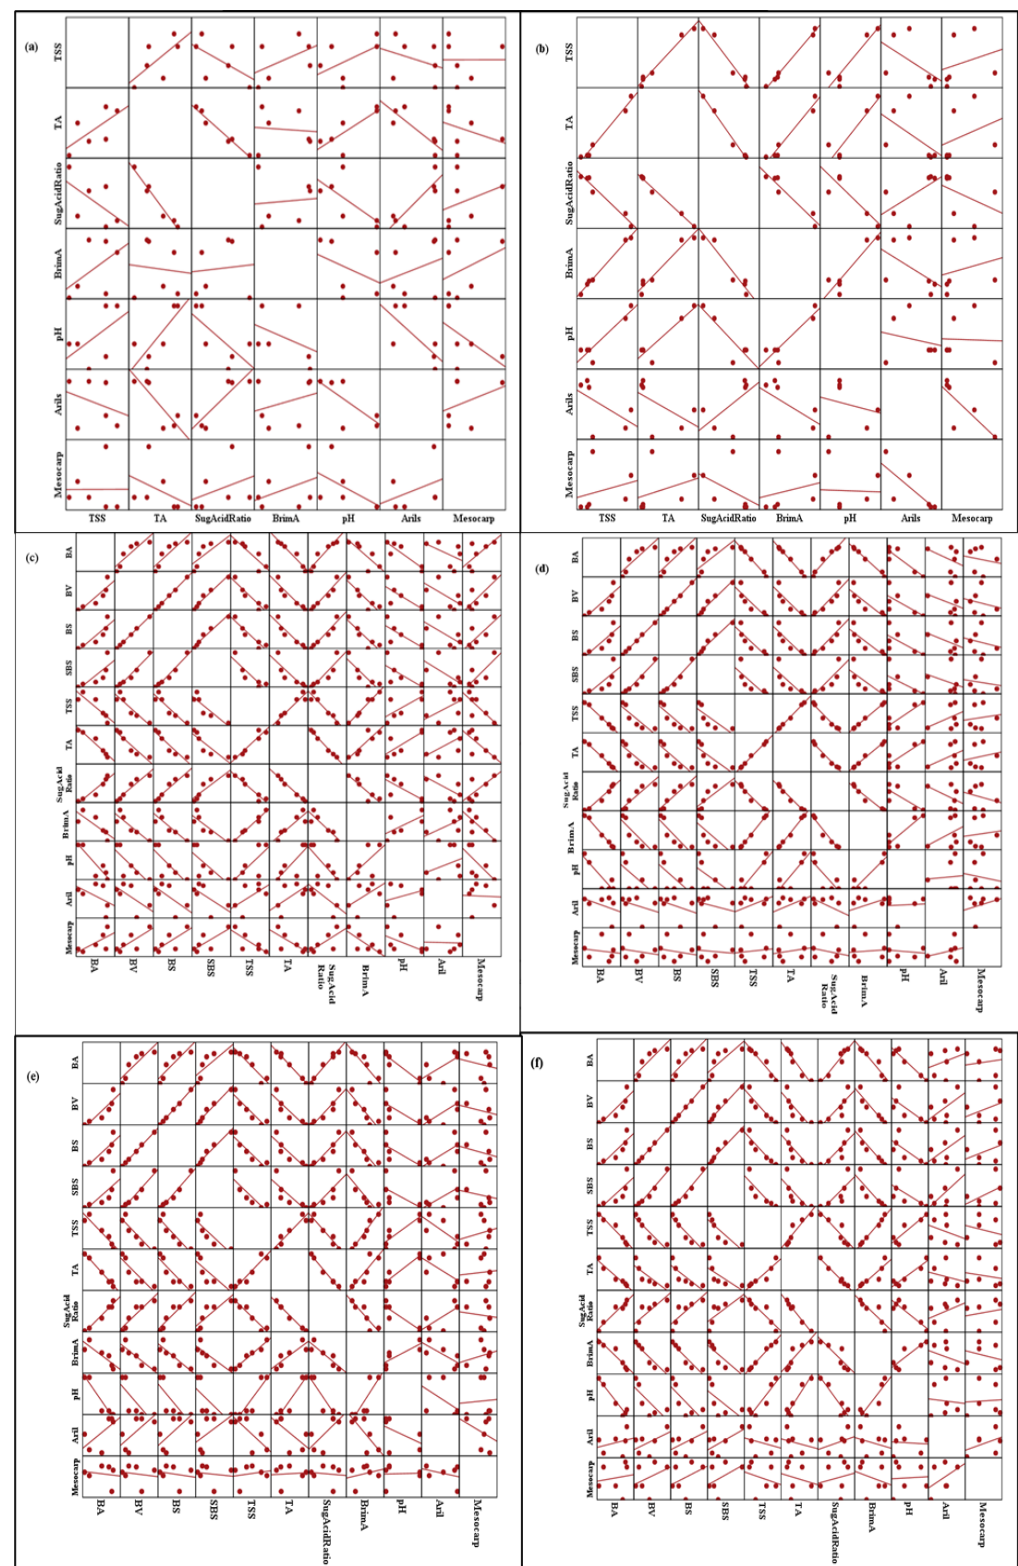 (a)
TSS
TA
SugAcidRatio
BrimA
pH
Arils
Mesocarp
TSS TA SugAcidRatio BrimA pH Arils Mesocarp
(b)
TSS
TA
SugAcidRatio
BrimA
pH
Arils
Mesocarp
TSS TA SugAcidRatio BrimA pH Arils Mesocarp
(c)
BA
BV
BS
SBS
TSS
TA
SugAcid
Ratio
BrimA
pH
Aril
Mesocarp
BA BV BS SBS TSS TA SugAcid Ratio BrimA pH Aril Mesocarp
(d)
BA
BV
BS
SBS
TSS
TA
SugAcid
Ratio
BrimA
pH
Aril
Mesocarp
BA BV BS SBS TSS TA SugAcid Ratio BrimA pH Aril Mesocarp
(e)
BA
BV
BS
SBS
TSS
TA
SugAcid
Ratio
BrimA
pH
Aril
Mesocarp
BA BV BS SBS TSS TA SugAcidRatio BrimA pH Aril Mesocarp
(f)
BA
BV
BS
SBS
TSS
TA
SugAcid
Ratio
BrimA
pH
Aril
Mesocarp
BA BV BS SBS TSS TA SugAcidRatio BrimA pH Aril Mesocarp